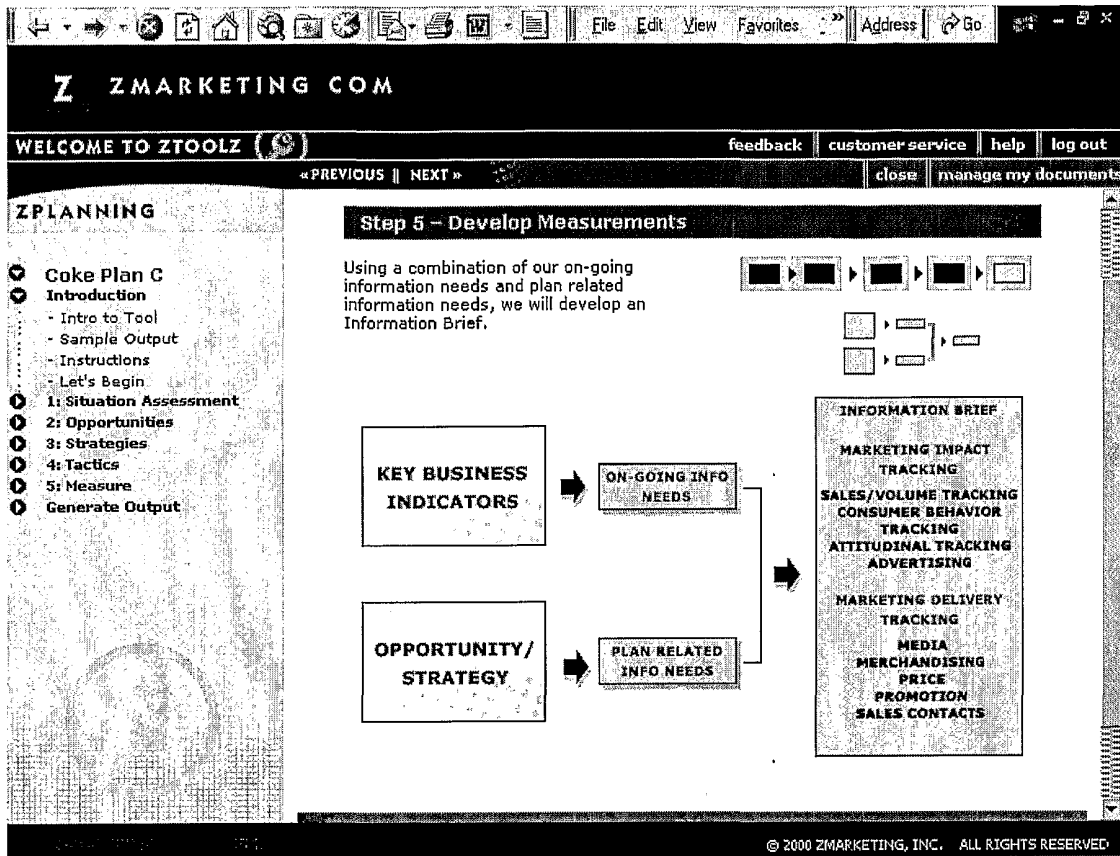 File Edit View Favorites » Address Go
Z ZMARKETING COM
WELCOME TO ZTOOLZ
feedback customer service help log out
«PREVIOUS || NEXT»
close manage my documents
ZPLANNING
Coke Plan C
Introduction
- Intro to Tool
- Sample Output
- Instructions
- Let's Begin
1: Situation Assessment
2: Opportunities
3: Strategies
4: Tactics
5: Measure
Generate Output
Step 5 – Develop Measurements
Using a combination of our on-going
information needs and plan related
information needs, we will develop an
Information Brief.
KEY BUSINESS
INDICATORS
ON-GOING INFO
NEEDS
OPPORTUNITY/
STRATEGY
PLAN RELATED
INFO NEEDS
INFORMATION BRIEF
MARKETING IMPACT
TRACKING
SALES/VOLUME TRACKING
CONSUMER BEHAVIOR
TRACKING
ATTITUDINAL TRACKING
ADVERTISING
MARKETING DELIVERY
TRACKING
MEDIA
MERCHANDISING
PRICE
PROMOTION
SALES CONTACTS
© 2000 ZMARKETING, INC. ALL RIGHTS RESERVED